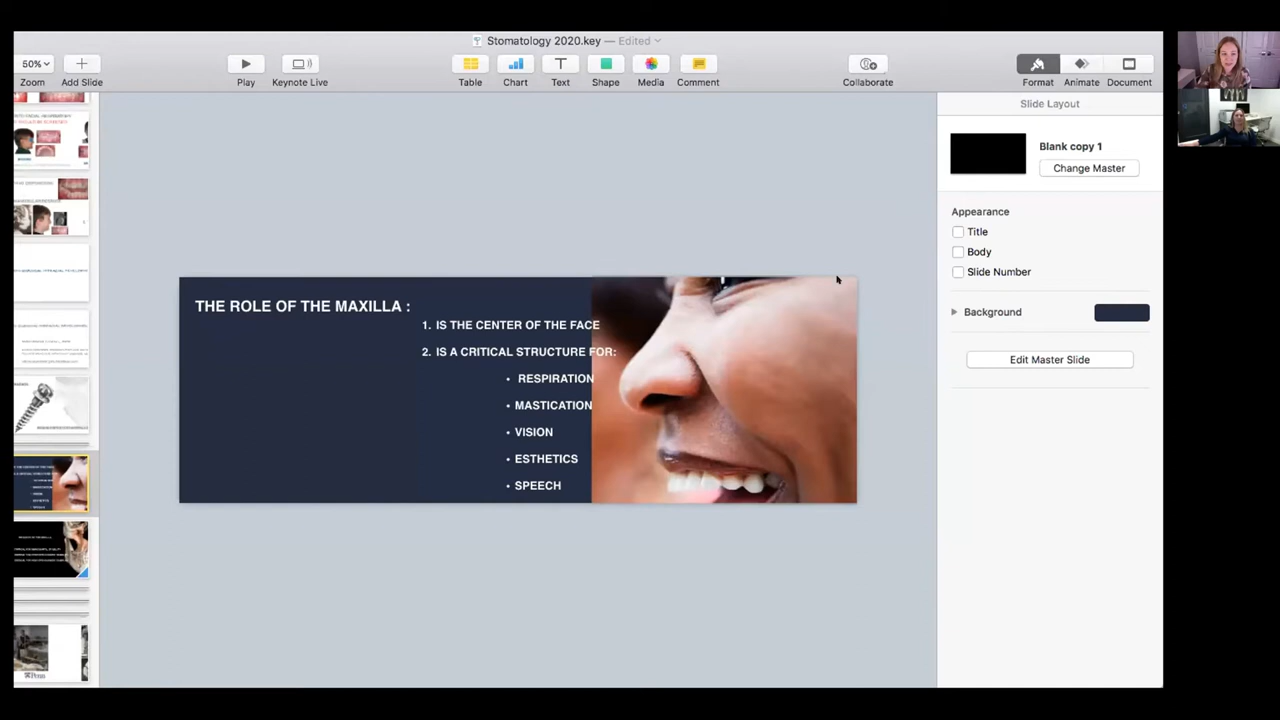 Stomatology 2020.key — Edited
50%
Zoom
Add Slide
Play
Keynote Live
Table
Chart
Text
Shape
Media
Comment
Collaborate
Format
Animate
Document
Slide Layout
Blank copy 1
Change Master
Appearance
Title
Body
Slide Number
Background
Edit Master Slide
THE ROLE OF THE MAXILLA :
1. IS THE CENTER OF THE FACE
2. IS A CRITICAL STRUCTURE FOR:
• RESPIRATION
• MASTICATION
• VISION
• ESTHETICS
• SPEECH
Penn